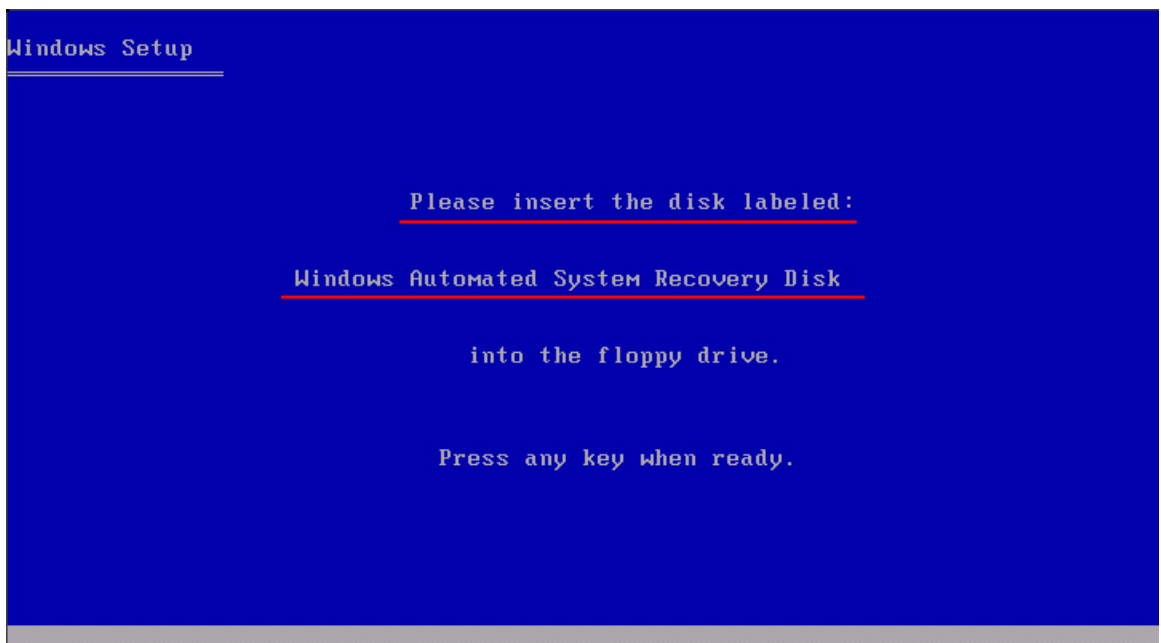 Windows Setup
Please insert the disk labeled:
Windows Automated System Recovery Disk
into the floppy drive.
Press any key when ready.